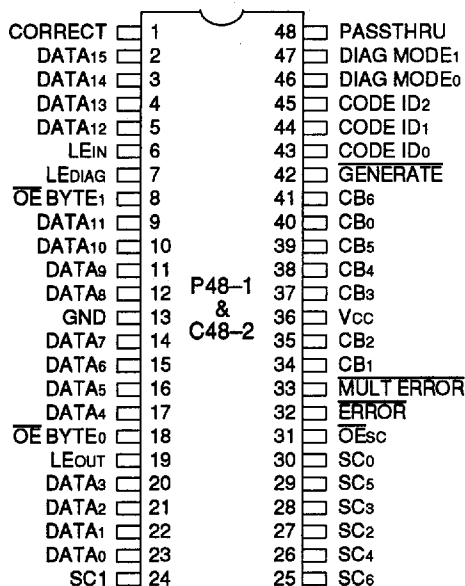 CORRECT 1 48 PASSTHRU
DATA15 2 47 DIAG MODE1
DATA14 3 46 DIAG MODE0
DATA13 4 45 CODE ID2
DATA12 5 44 CODE ID1
LEIN 6 43 CODE ID0
LEDIAG 7 42 GENERATE
OE BYTE1 8 41 CB6
DATA11 9 40 CB0
DATA10 10 39 CB5
DATA9 11 38 CB4
DATA8 12 P48–1 37 CB3
GND 13 & 36 VCC
DATA7 14 C48–2 35 CB2
DATA6 15 34 CB1
DATA5 16 33 MULT ERROR
DATA4 17 32 ERROR
OE BYTE0 18 31 OESC
LEOUT 19 30 SC0
DATA3 20 29 SC5
DATA2 21 28 SC3
DATA1 22 27 SC2
DATA0 23 26 SC4
SC1 24 25 SC6